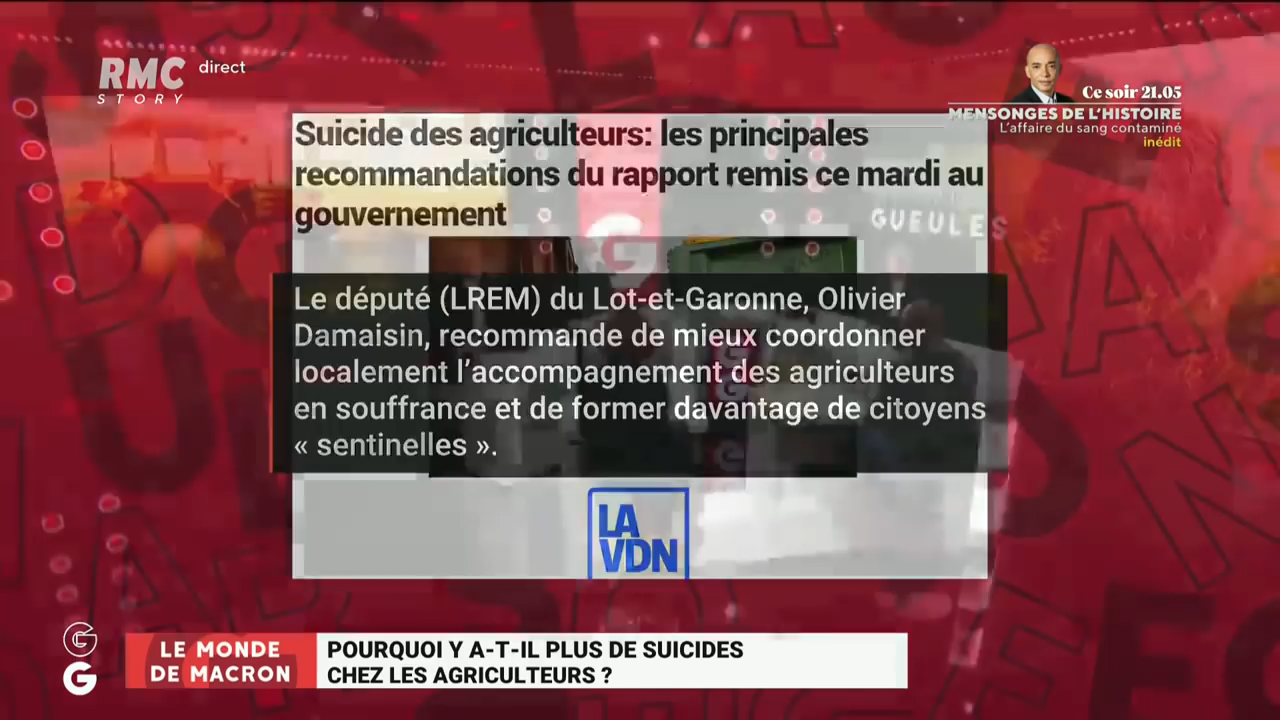 RMC
STORY
direct
Ce soir 21.05
MENSONGES DE L'HISTOIRE
L'affaire du sang contaminé
inédit
Suicide des agriculteurs: les principales
recommandations du rapport remis ce mardi au
gouvernement
GUEULES
G
Le député (LREM) du Lot-et-Garonne, Olivier
Damaisin, recommande de mieux coordonner
localement l'accompagnement des agriculteurs
en souffrance et de former davantage de citoyens
« sentinelles ».
LA
VDN
G
G
LE MONDE
DE MACRON
POURQUOI Y A-T-IL PLUS DE SUICIDES
CHEZ LES AGRICULTEURS ?